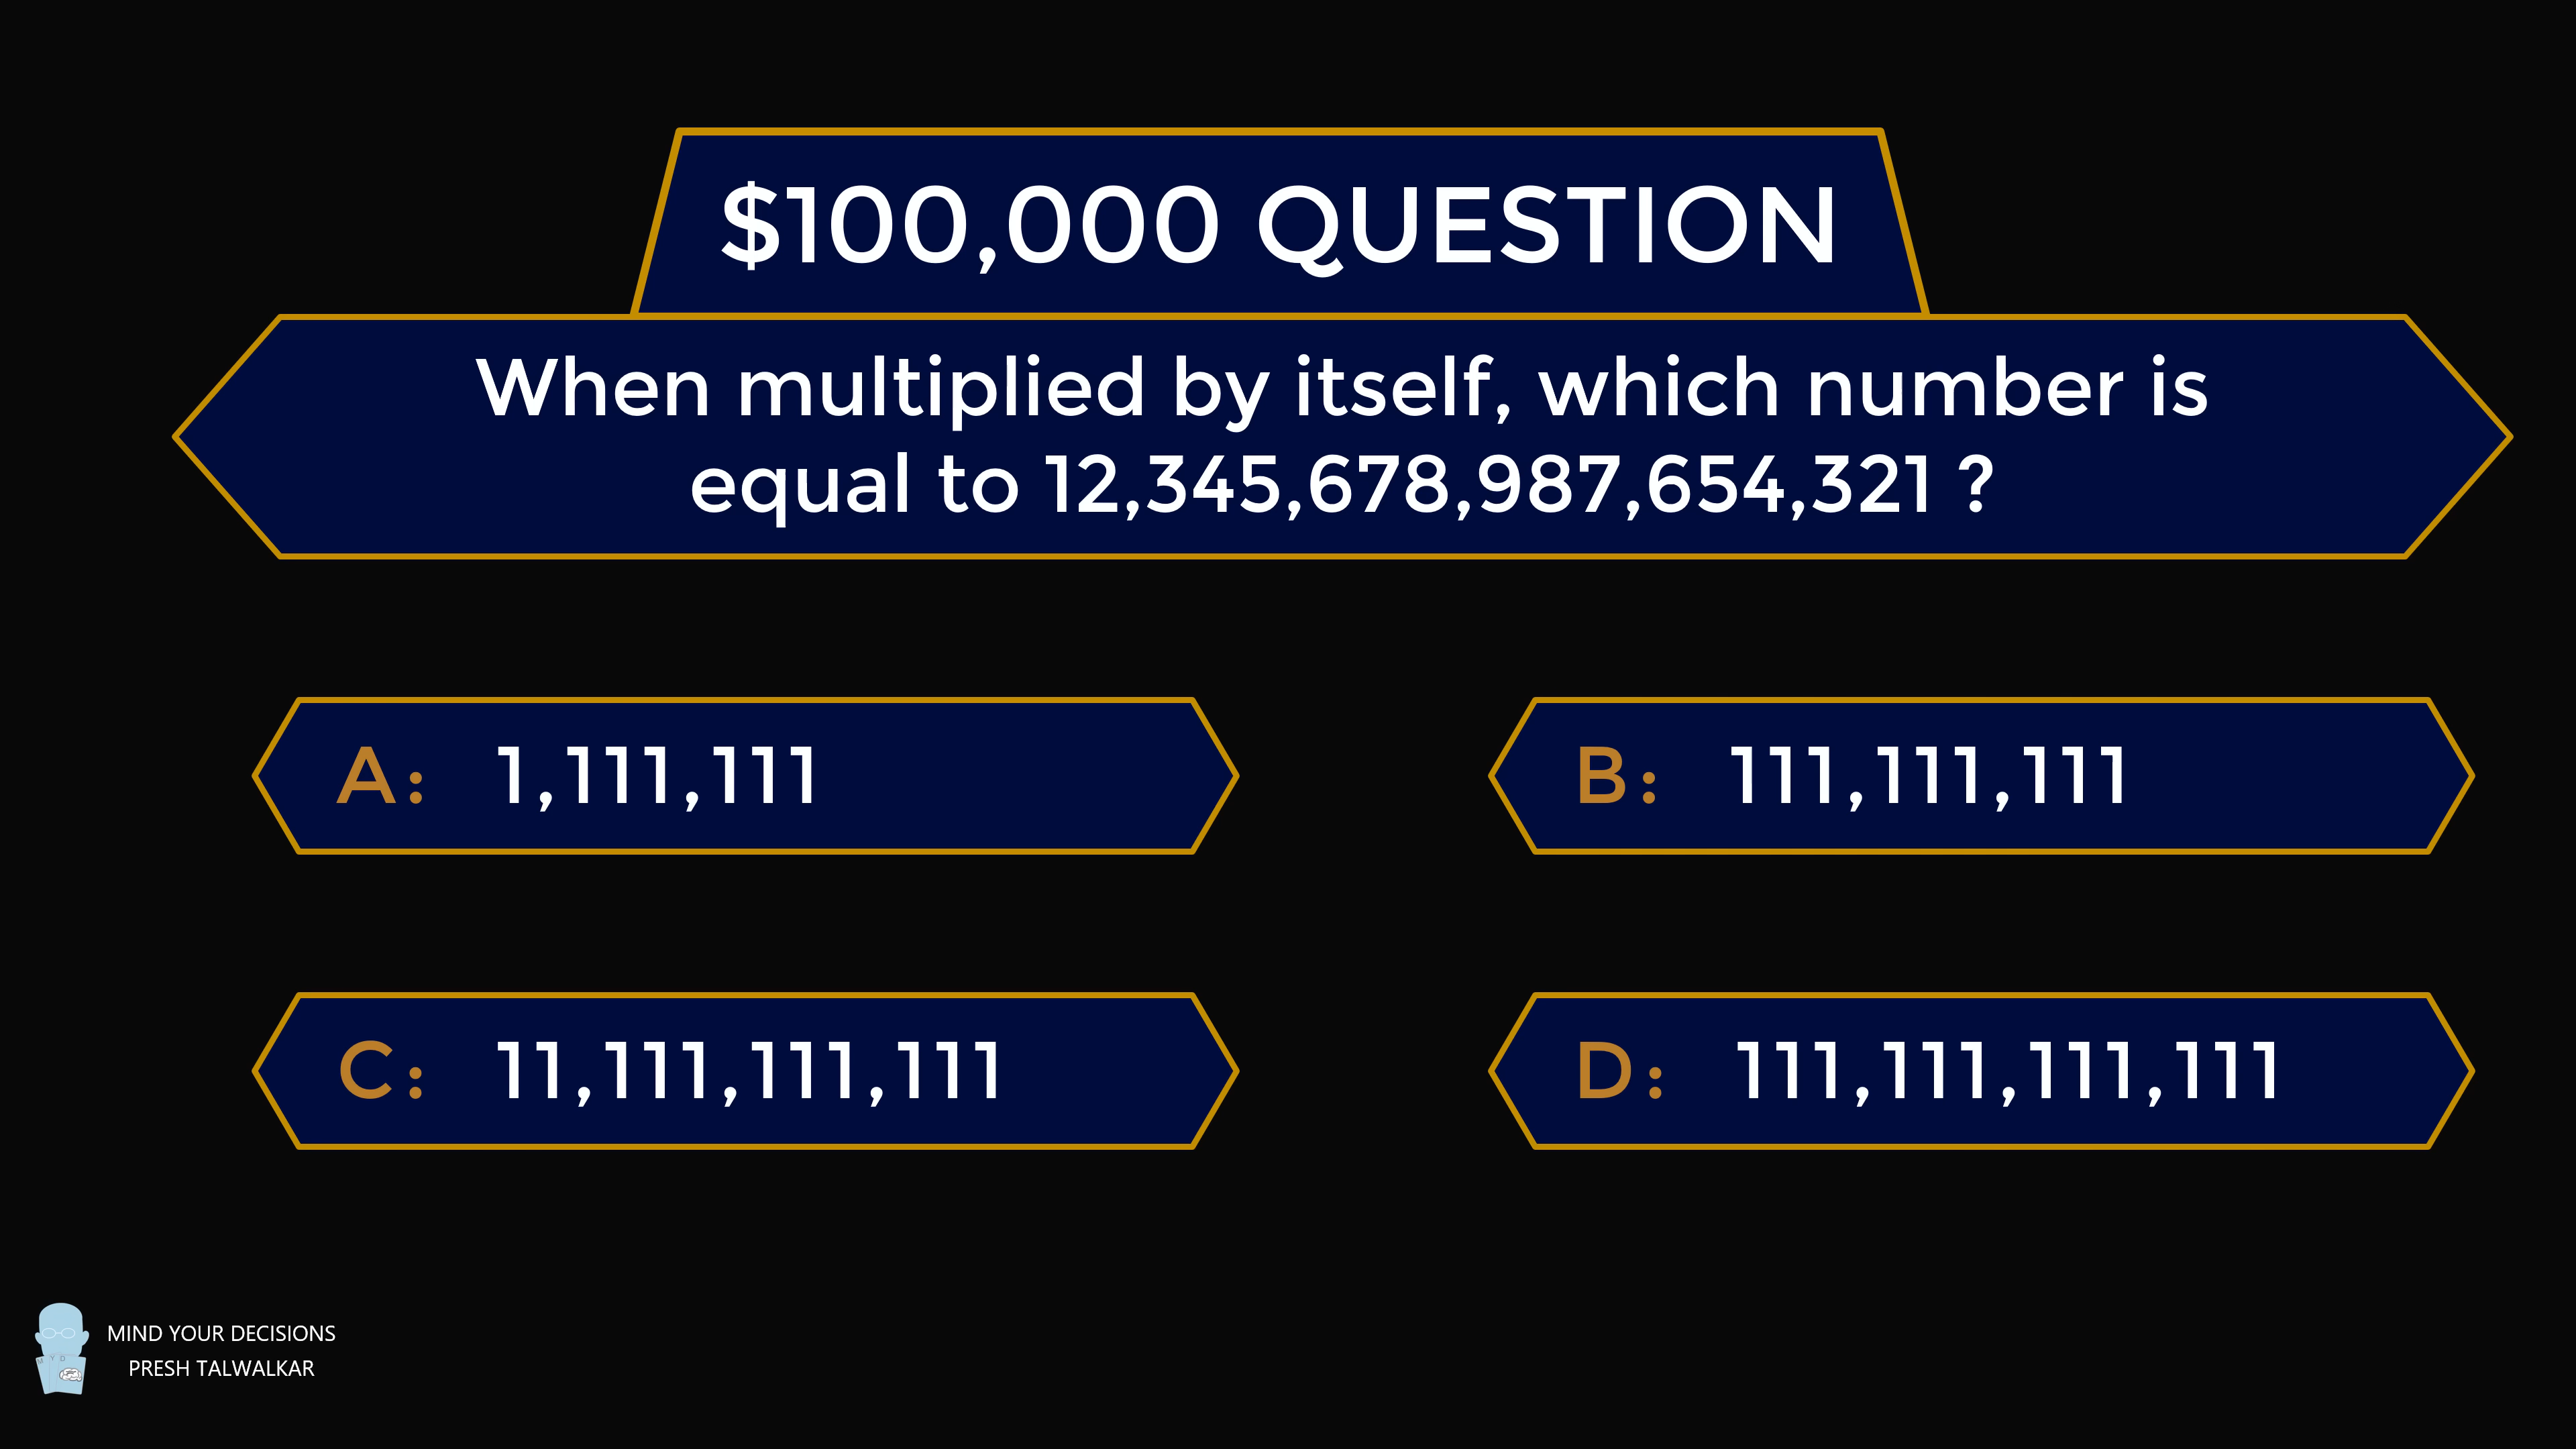 $100,000 QUESTION
When multiplied by itself, which number is
equal to 12,345,678,987,654,321 ?
A: 1,111,111
B: 111,111,111
C: 11,111,111,111
D: 111,111,111,111
M Y D
MIND YOUR DECISIONS
PRESH TALWALKAR